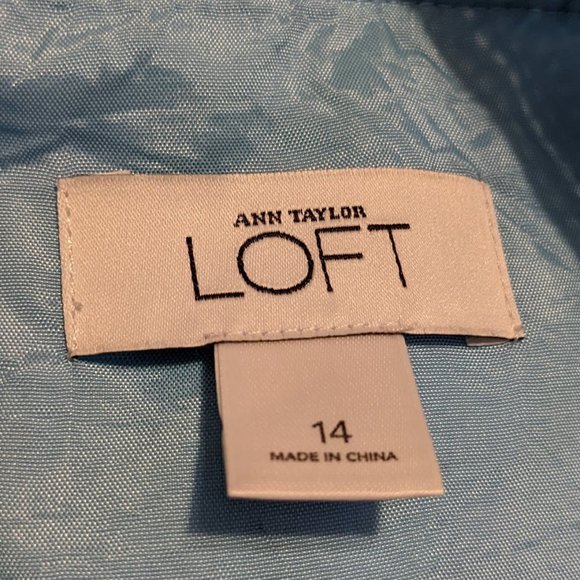 ANN TAYLOR
LOFT
14
MADE IN CHINA